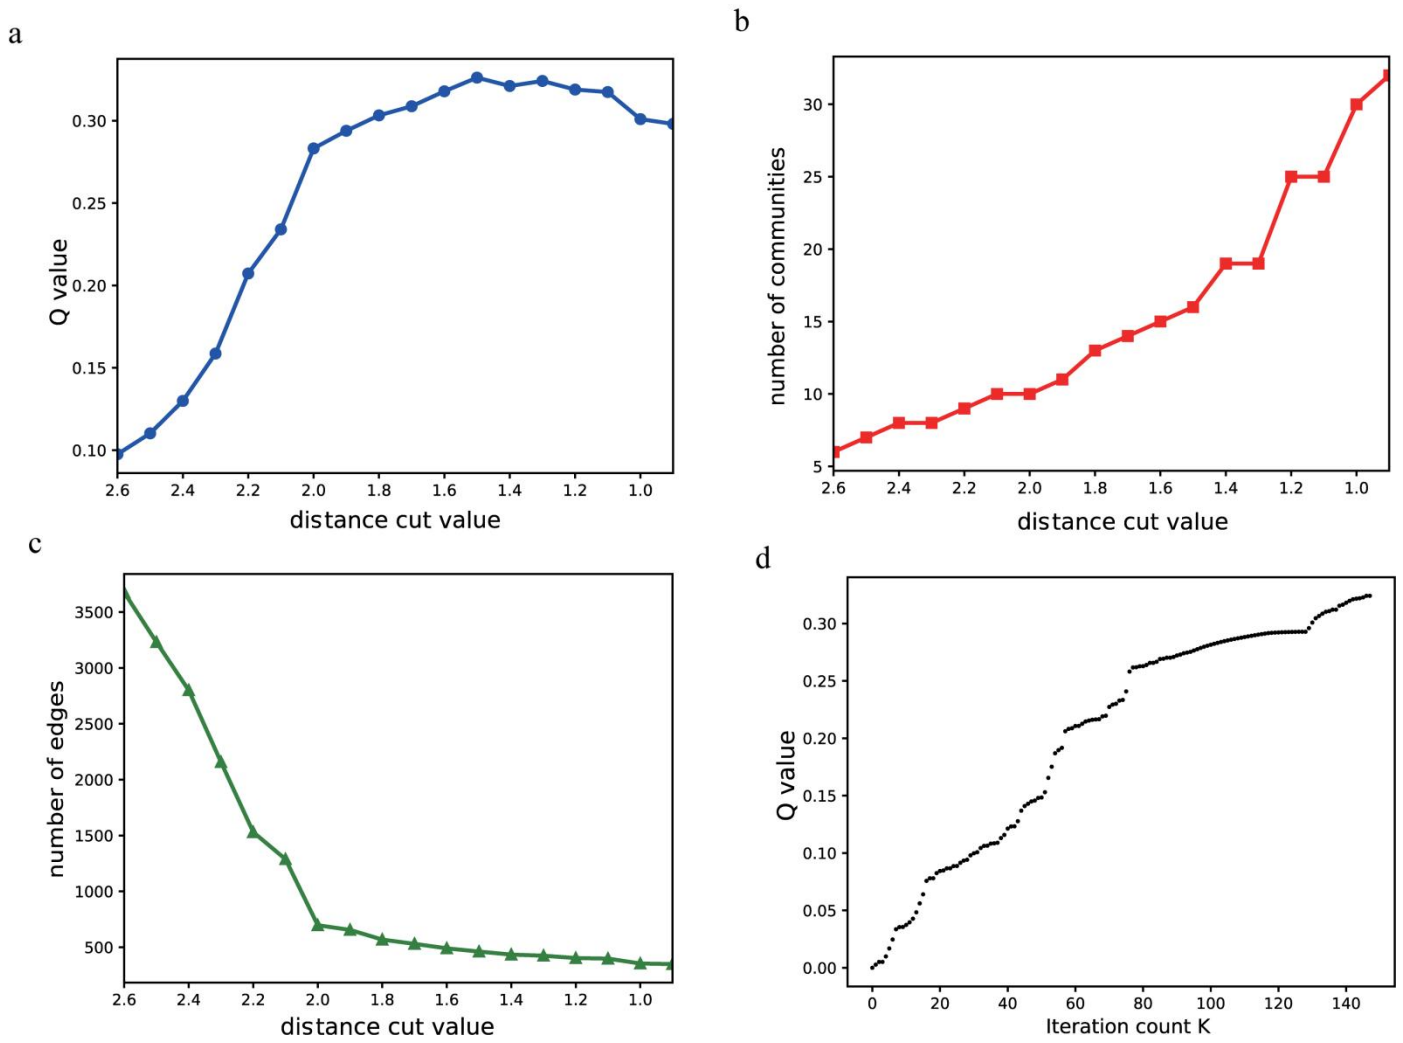 a
0.30
0.25
0.20
0.15
0.10
Q value
2.6 2.4 2.2 2.0 1.8 1.6 1.4 1.2 1.0
distance cut value
b
30
25
20
15
10
5
number of communities
2.6 2.4 2.2 2.0 1.8 1.6 1.4 1.2 1.0
distance cut value
c
3500
3000
2500
2000
1500
1000
500
number of edges
2.6 2.4 2.2 2.0 1.8 1.6 1.4 1.2 1.0
distance cut value
d
0.30
0.25
0.20
0.15
0.10
0.05
0.00
Q value
0 20 40 60 80 100 120 140
Iteration count K